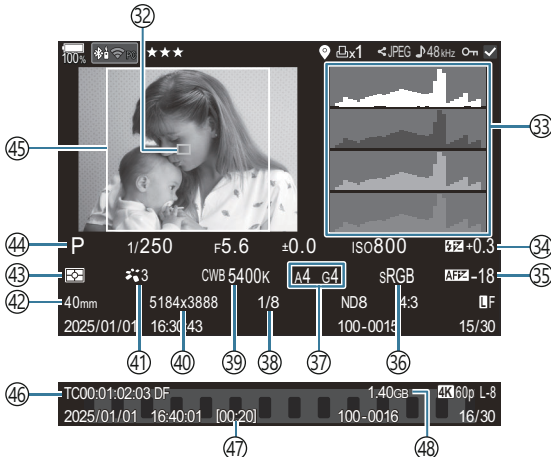 32
100% PC ★★★ x1 JPEG 48kHz
45
33
44 P 1/250 F5.6 ±0.0 ISO800 +0.3 34
43 3 CWB 5400K A4 G4 sRGB AF -18 35
42 40mm 5184x3888 1/8 ND8 4:3 LF
2025/01/01 16:30:43 100-0015 15/30
41 40 39 38 37 36
46 TC00:01:02:03 DF 1.40GB 4K 60p L-8
2025/01/01 16:40:01 [00:20] 100-0016 16/30
47 48